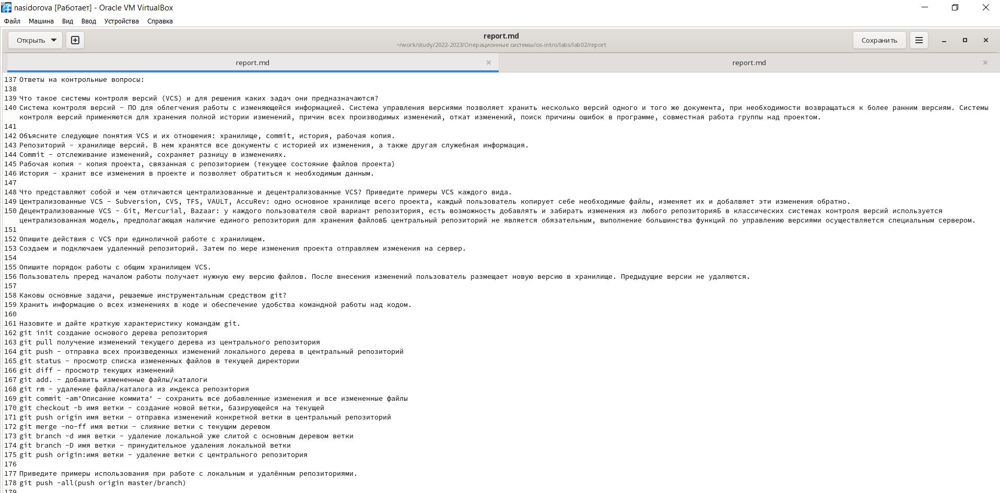 nasidorova [Работает] - Oracle VM VirtualBox
Файл Машина Вид Ввод Устройства Справка
Открыть
report.md
~/work/study/2022-2023/Операционные системы/os-intro/labs/lab02/report
Сохранить
report.md
report.md
137 Ответы на контрольные вопросы:
138
139 Что такое системы контроля версий (VCS) и для решения каких задач они предназначаются?
140 Система контроля версий – ПО для облегчения работы с изменяющейся информацией. Система управления версиями позволяет хранить несколько версий одного и того же документа, при необходимости возвращаться к более ранним версиям. Системы
контроля версий применяются для хранения полной истории изменений, причин всех производимых изменений, откат изменений, поиск причины ошибок в программе, совместная работа группы над проектом.
141
142 Объясните следующие понятия VCS и их отношения: хранилище, commit, история, рабочая копия.
143 Репозиторий – хранилище версий. В нем хранятся все документы с историей их изменения, а также другая служебная информация.
144 Commit – отслеживание изменений, сохраняет разницу в изменениях.
145 Рабочая копия – копия проекта, связанная с репозиторием (текущее состояние файлов проекта)
146 История – хранит все изменения в проекте и позволяет обратиться к необходимым данным.
147
148 Что представляют собой и чем отличаются централизованные и децентрализованные VCS? Приведите примеры VCS каждого вида.
149 Централизованные VCS – Subversion, CVS, TFS, VAULT, AccuRev: одно основное хранилище всего проекта, каждый пользователь копирует себе необходимые файлы, изменяет их и добалвяет эти изменения обратно.
150 Децентрализованные VCS – Git, Mercurial, Bazaar: у каждого пользователя свой вариант репозитория, есть возможность добавлять и забирать изменения из любого репозиторияБ в классических системах контроля версий используется
централизованная модель, предполагающая наличие единого репозитория для хранения файловБ центральный репозиторий не является обязательным, выполнение большинства функций по управлению версиями осуществляется специальным сервером.
151
152 Опишите действия с VCS при единоличной работе с хранилищем.
153 Создаем и подключаем удаленный репозиторий. Затем по мере изменения проекта отправляем изменения на сервер.
154
155 Опишите порядок работы с общим хранилищем VCS.
156 Пользователь преред началом работы получает нужную ему версию файлов. После внесения изменений пользователь размещает новую версию в хранилище. Предыдущие версии не удаляются.
157
158 Каковы основные задачи, решаемые инструментальным средством git?
159 Хранить информацию о всех изменениях в коде и обеспечение удобства командной работы над кодом.
160
161 Назовите и дайте краткую характеристику командам git.
162 git init создание основого дерева репозитория
163 git pull получение изменений текущего дерева из центрального репозитория
164 git push – отправка всех произведенных изменений локального дерева в центральный репозиторий
165 git status – просмотр списка измененных файлов в текущей директории
166 git diff – просмотр текущих изменений
167 git add. – добавить измененные файлы/каталоги
168 git rm – удаление файла/каталога из индекса репозитория
169 git commit -am'Описание коммита' – сохранить все добавленные изменения и все измененные файлы
170 git checkout -b имя ветки – создание новой ветки, базирующейся на текущей
171 git push origin имя ветки – отправка изменений конкретной ветки в центральный репозиторий
172 git merge -no-ff имя ветки – слияние ветки с текущим деревом
173 git branch -d имя ветки – удаление локальной уже слитой с основным деревом ветки
174 git branch -D имя ветки – принудительное удаления локальной ветки
175 git push origin:имя ветки – удаление ветки с центрального репозитория
176
177 Приведите примеры использования при работе с локальным и удалённым репозиториями.
178 git push -all(push origin master/branch)
179